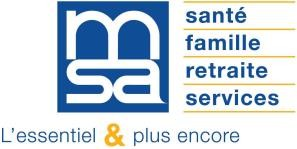 msa
santé
famille
retraite
services
L'essentiel & plus encore